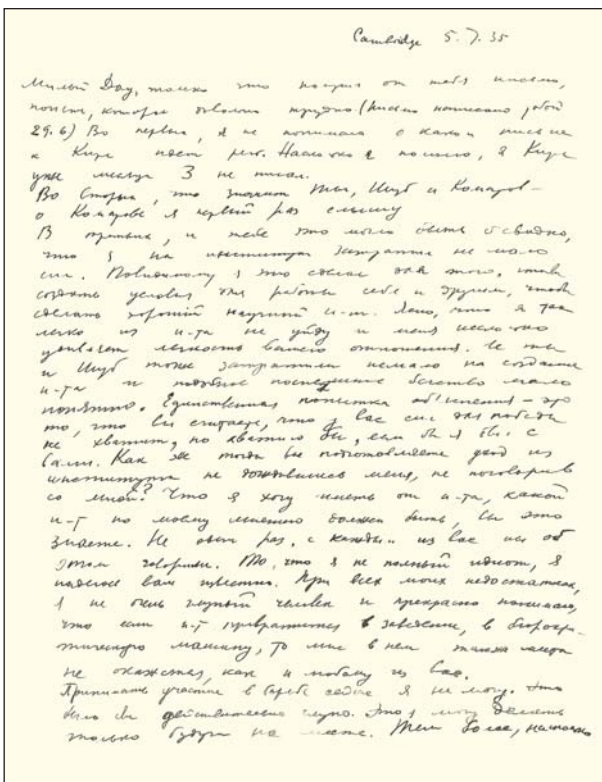 Cambridge 5.7.35
Милый Дау, только что получил от тебя письмо,
понять, которое довольно трудно (письмо написано тобой
29.6) Во первых, я не понимаю о каком письме
к Кире идет речь. Насколько я помню, я Кире
уже месяца 3 не писал.
Во вторых, что значит ты, Шуб и Комаров –
о Комарове я первый раз слышу
В третьих, и тебе это могло быть очевидно,
что я на институт затратил не мало
сил. Повидимому я это сделал для того, чтобы
создать условия для работы себе и другим, чтобы
сделать хороший научный и-т. Ясно, что я так
легко из и-та не уйду и меня несколько
удивляет легкость вашего отношения. И ты
и Шуб тоже затратили немало на создание
и-та и подобное поспешное бегство мало
понятно. Единственная попытка объяснения – это
то, что вы считаете, что у вас сил для победы
не хватит, но хватило бы, если бы я был с
вами. Как же тогда вы подготовляете уход из
института не дождавшись меня, не поговорив
со мной? Что я хочу иметь от и-та, какой
и-т по моему мнению должен быть, вы это
знаете. Не один раз, с каждым из вас мы об
этом говорили. То, что я не полный идиот, я
надеюсь вам известно. При всех моих недостатках,
я не очень глупый человек и прекрасно понимаю,
что если и-т превратится в заведение, в бюрокра-
тическую машину, то мне в нем также места
не окажется, как и любому из вас.
Принимать участие в борьбе сейчас я не могу. Это
было бы действительно глупо. Это я могу делать
только будучи на месте. Тем более, насколько